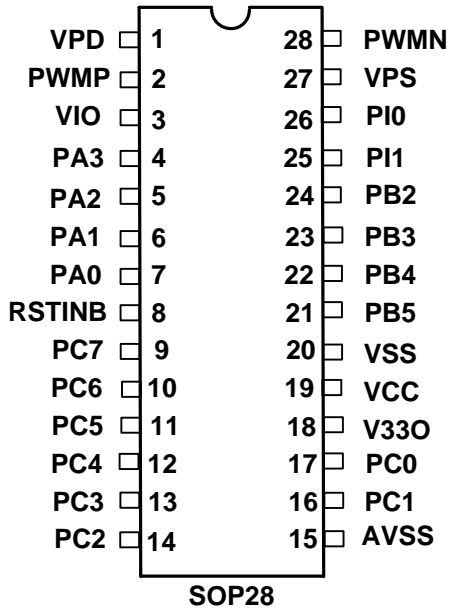 VPD 1 28 PWMN
PWMP 2 27 VPS
VIO 3 26 PI0
PA3 4 25 PI1
PA2 5 24 PB2
PA1 6 23 PB3
PA0 7 22 PB4
RSTINB 8 21 PB5
PC7 9 20 VSS
PC6 10 19 VCC
PC5 11 18 V33O
PC4 12 17 PC0
PC3 13 16 PC1
PC2 14 15 AVSS
SOP28